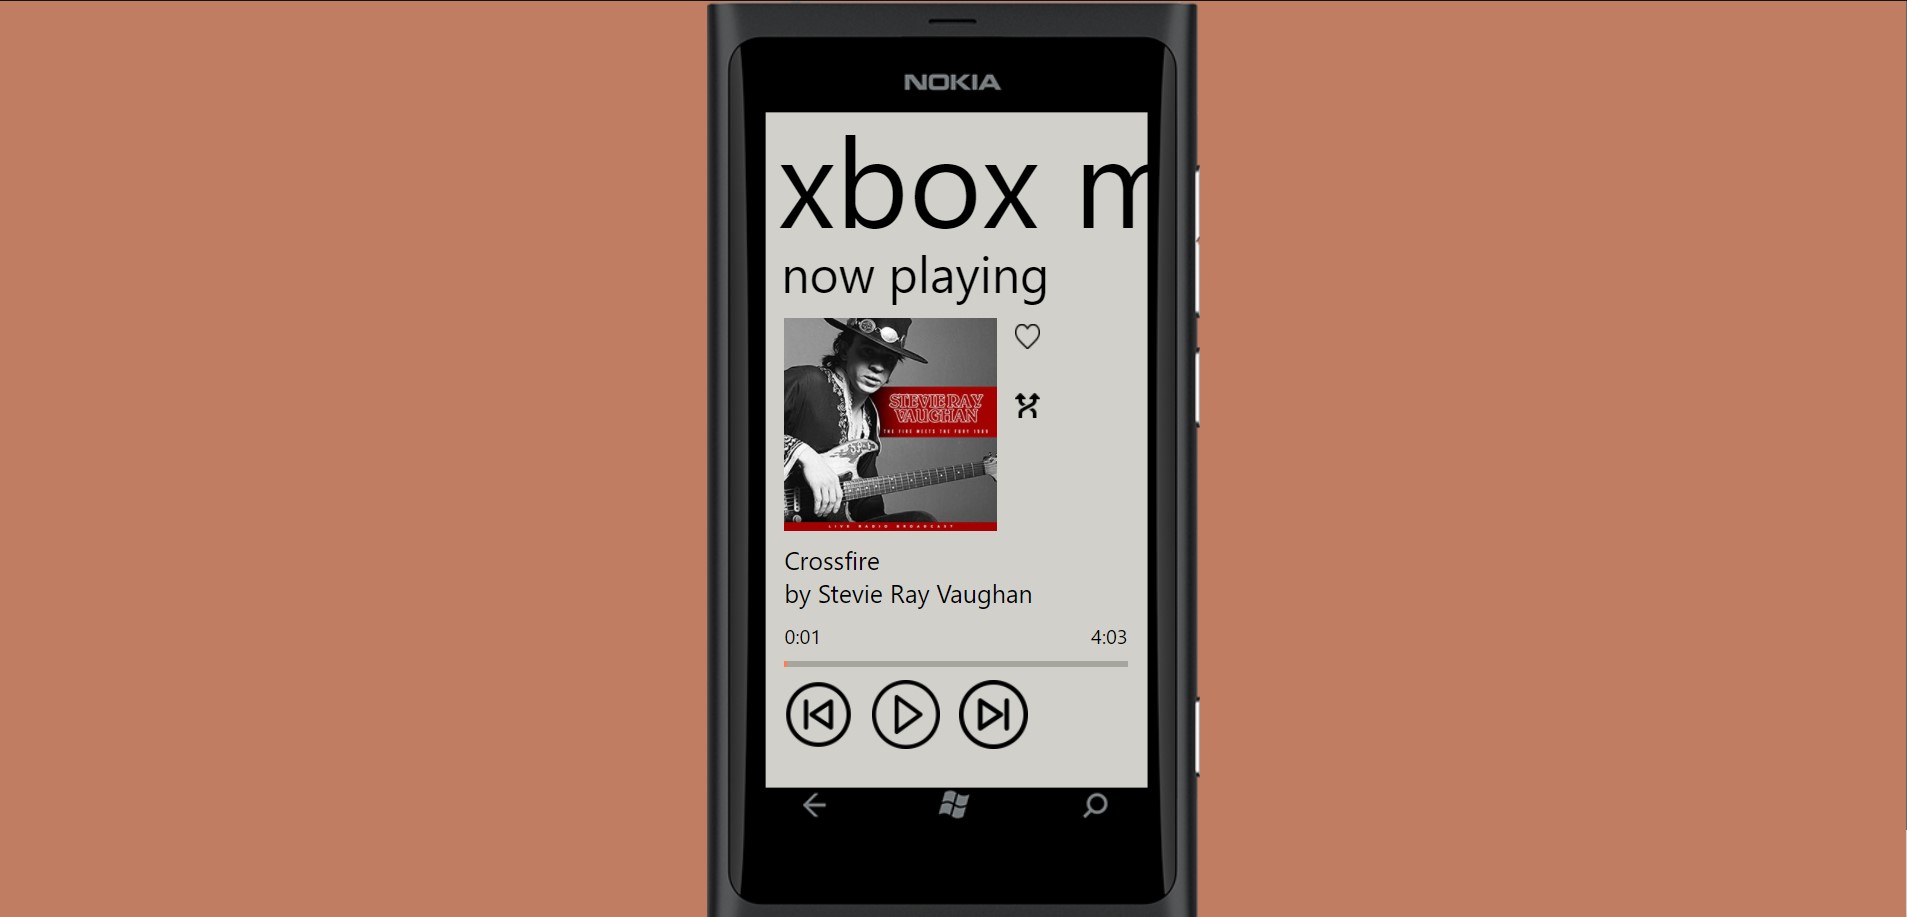 NOKIA
xbox m
now playing
STEVIE RAY
VAUGHAN
THE FIRE MEETS THE FURY 1989
LIVE RADIO BROADCAST
Crossfire
by Stevie Ray Vaughan
0:01 4:03